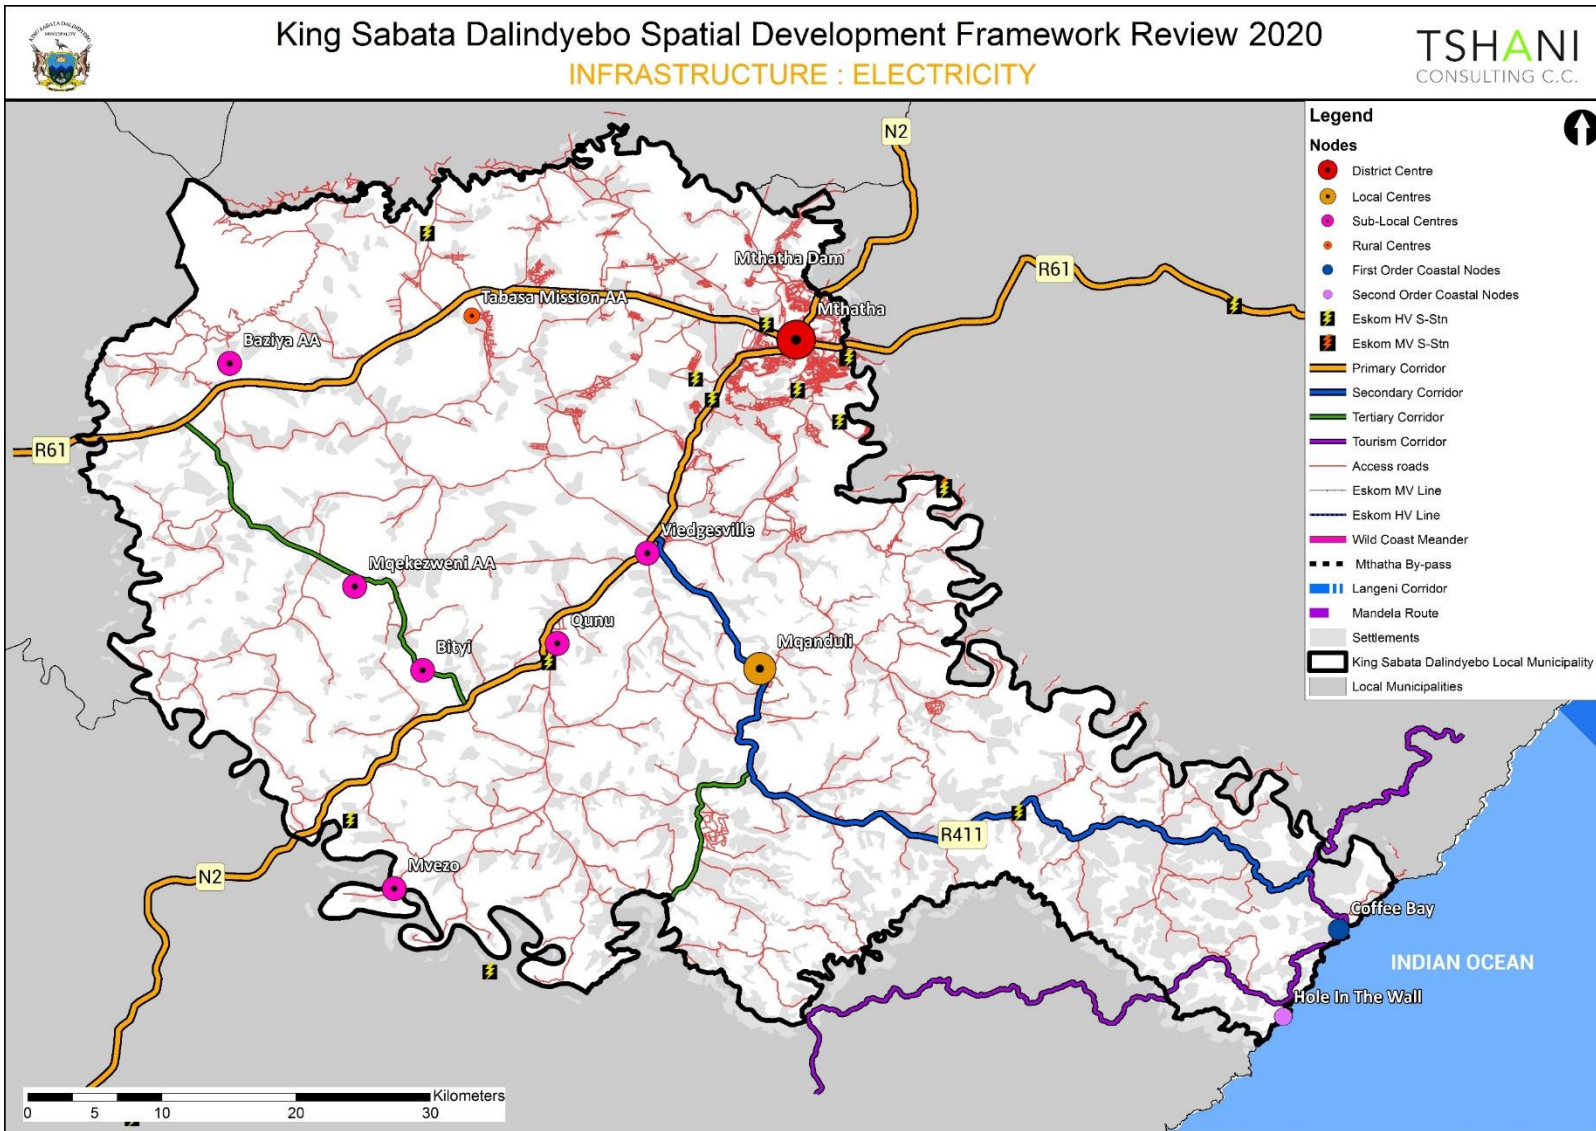 King Sabata Dalindyebo Spatial Development Framework Review 2020
INFRASTRUCTURE : ELECTRICITY
KING SABATA DALINDYEBO
MUNICIPALITY
TSHANI
CONSULTING C.C.
Legend
Nodes
District Centre
Local Centres
Sub-Local Centres
Rural Centres
First Order Coastal Nodes
Second Order Coastal Nodes
Eskom HV S-Stn
Eskom MV S-Stn
Primary Corridor
Secondary Corridor
Tertiary Corridor
Tourism Corridor
Access roads
Eskom MV Line
Eskom HV Line
Wild Coast Meander
Mthatha By-pass
Langeni Corridor
Mandela Route
Settlements
King Sabata Dalindyebo Local Municipality
Local Municipalities
N2
Mthatha Dam
R61
Tabasa Mission AA
Mthatha
Baziya AA
R61
Viedgesville
Mqekezweni AA
Qunu
Bityi
Mqanduli
R411
N2
Mvezo
Coffee Bay
INDIAN OCEAN
Hole In The Wall
Kilometers
0 5 10 20 30